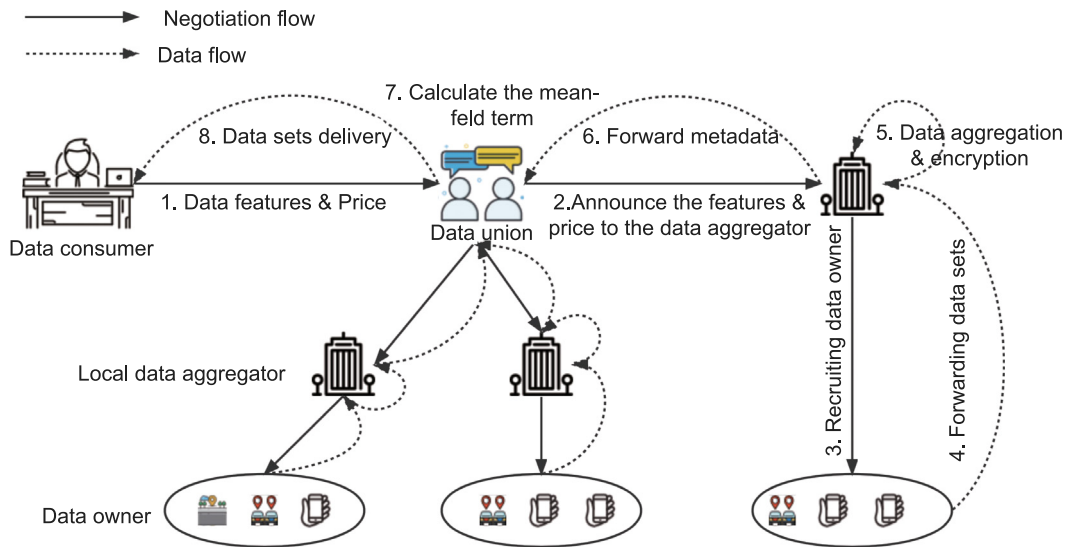 Negotiation flow
Data flow
7. Calculate the mean-
feld term
8. Data sets delivery
6. Forward metadata
5. Data aggregation
& encryption
1. Data features & Price
2.Announce the features &
price to the data aggregator
Data consumer
Data union
3. Recruiting data owner
4. Forwarding data sets
Local data aggregator
Data owner